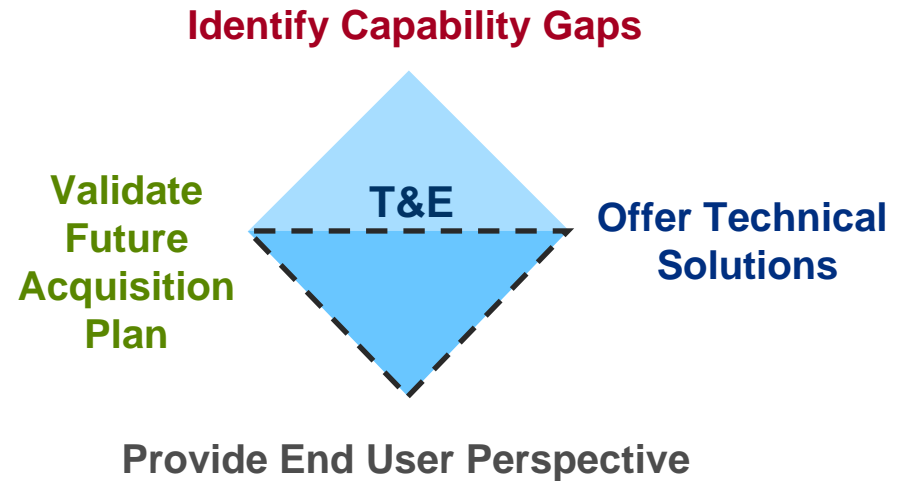 Identify Capability Gaps
Validate
Future
Acquisition
Plan
T&E
Offer Technical
Solutions
Provide End User Perspective